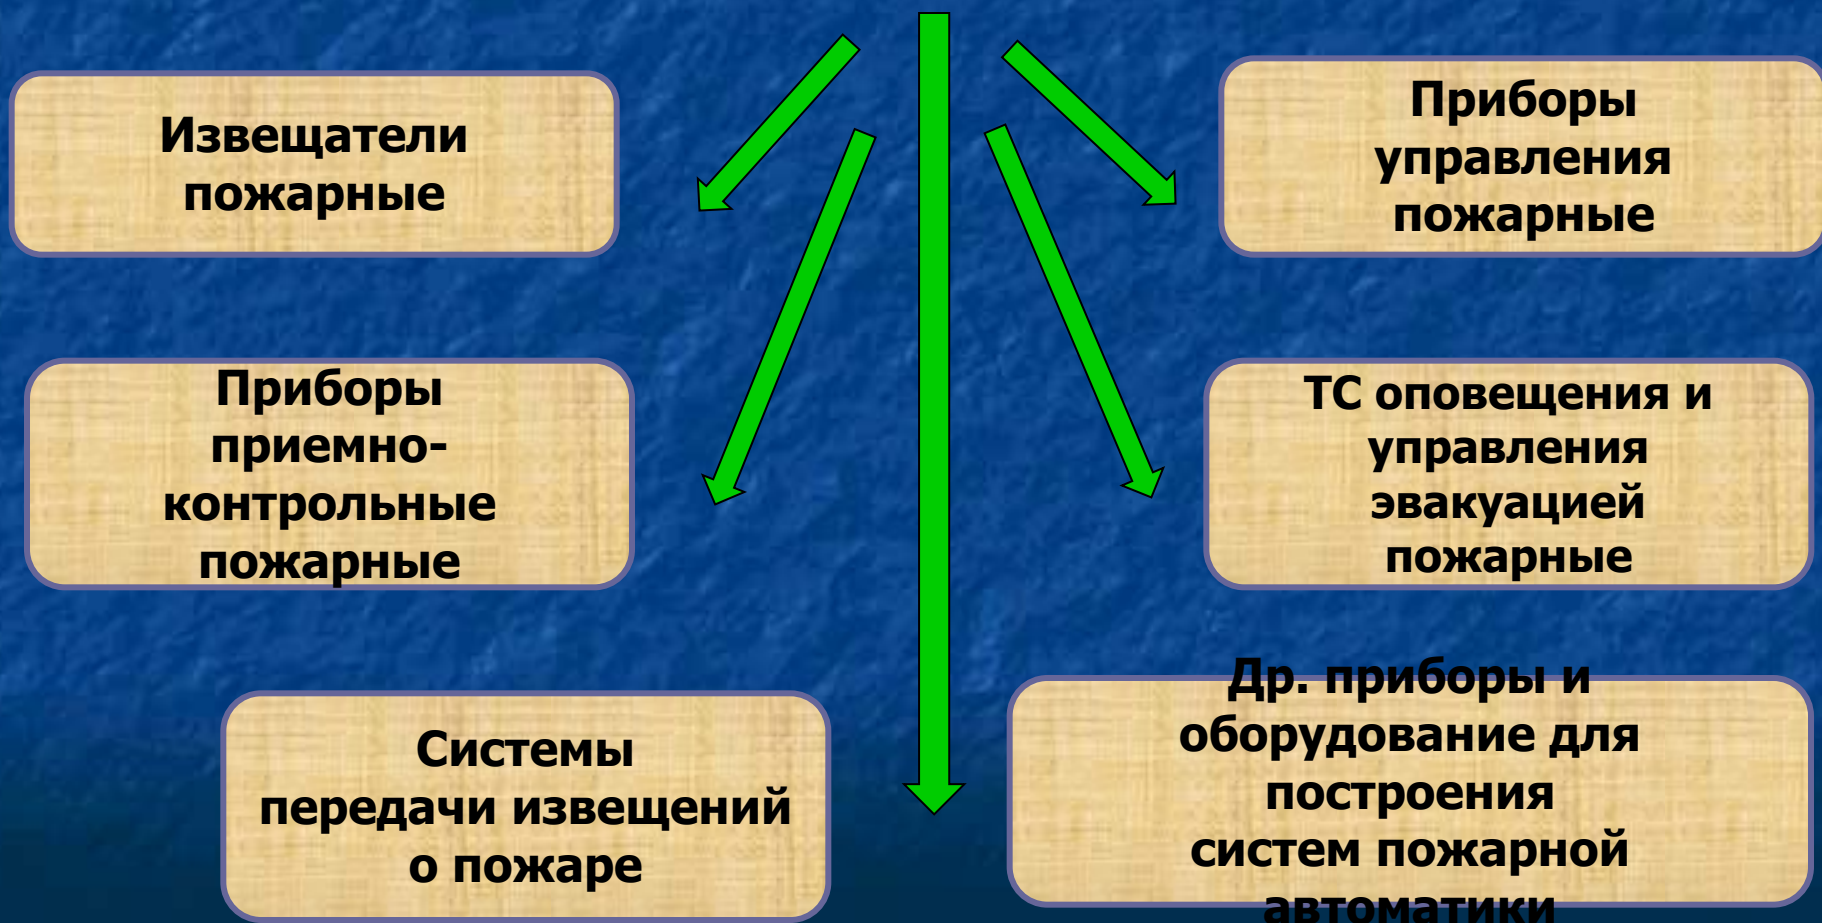 Извещатели
пожарные
Приборы
управления
пожарные
Приборы
приемно-
контрольные
пожарные
ТС оповещения и
управления
эвакуацией
пожарные
Системы
передачи извещений
о пожаре
Др. приборы и
оборудование для
построения
систем пожарной
автоматики